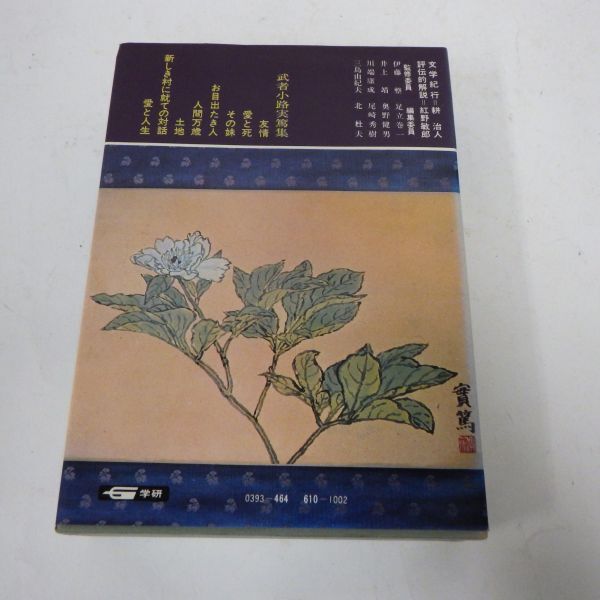 文学紀行＝耕 治人
評伝的解説＝紅野敏郎
監修委員
伊藤 整
井上 靖
川端康成
三島由紀夫
編集委員
足立巻一
奥野健男
尾崎秀樹
北 杜夫
武者小路実篤集
友情
愛と死
その妹
お目出たき人
人間万歳
土地
新しき村に就ての対話
愛と人生
實篤
学研
0393-464 610-1002